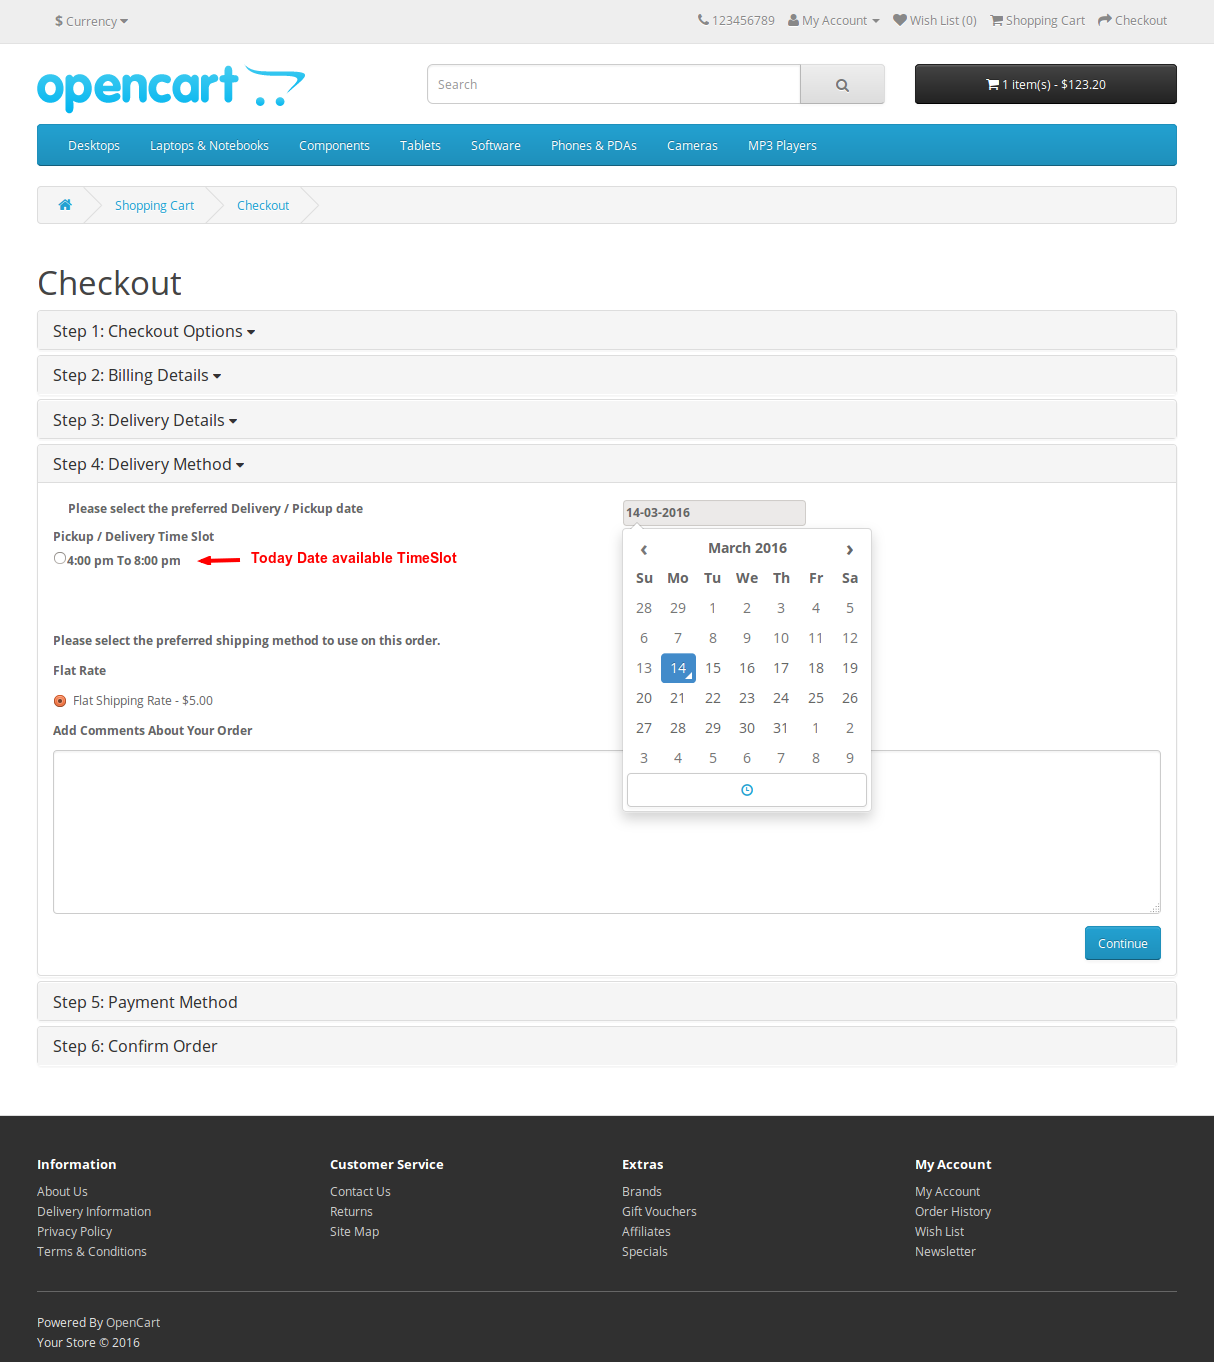 $ Currency
123456789 My Account Wish List (0) Shopping Cart Checkout
opencart
Search
1 item(s) - $123.20
Desktops Laptops & Notebooks Components Tablets Software Phones & PDAs Cameras MP3 Players
Shopping Cart Checkout
Checkout
Step 1: Checkout Options
Step 2: Billing Details
Step 3: Delivery Details
Step 4: Delivery Method
Please select the preferred Delivery / Pickup date
14-03-2016
Pickup / Delivery Time Slot
4:00 pm To 8:00 pm
Today Date available TimeSlot
‹ March 2016 ›
Su Mo Tu We Th Fr Sa
28 29 1 2 3 4 5
6 7 8 9 10 11 12
13 14 15 16 17 18 19
20 21 22 23 24 25 26
27 28 29 30 31 1 2
3 4 5 6 7 8 9
Please select the preferred shipping method to use on this order.
Flat Rate
Flat Shipping Rate - $5.00
Add Comments About Your Order
Continue
Step 5: Payment Method
Step 6: Confirm Order
Information
About Us
Delivery Information
Privacy Policy
Terms & Conditions
Customer Service
Contact Us
Returns
Site Map
Extras
Brands
Gift Vouchers
Affiliates
Specials
My Account
My Account
Order History
Wish List
Newsletter
Powered By OpenCart
Your Store © 2016